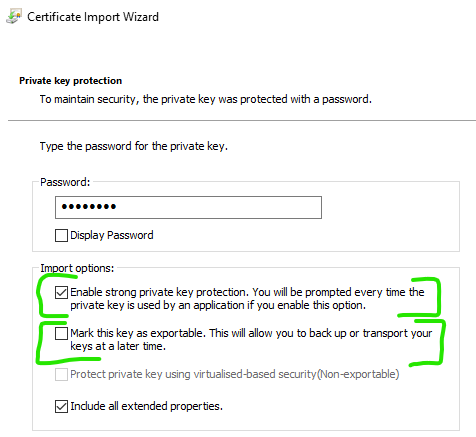 Certificate Import Wizard
Private key protection
To maintain security, the private key was protected with a password.
Type the password for the private key.
Password:
••••••••
Display Password
Import options:
Enable strong private key protection. You will be prompted every time the
private key is used by an application if you enable this option.
Mark this key as exportable. This will allow you to back up or transport your
keys at a later time.
Protect private key using virtualised-based security(Non-exportable)
Include all extended properties.